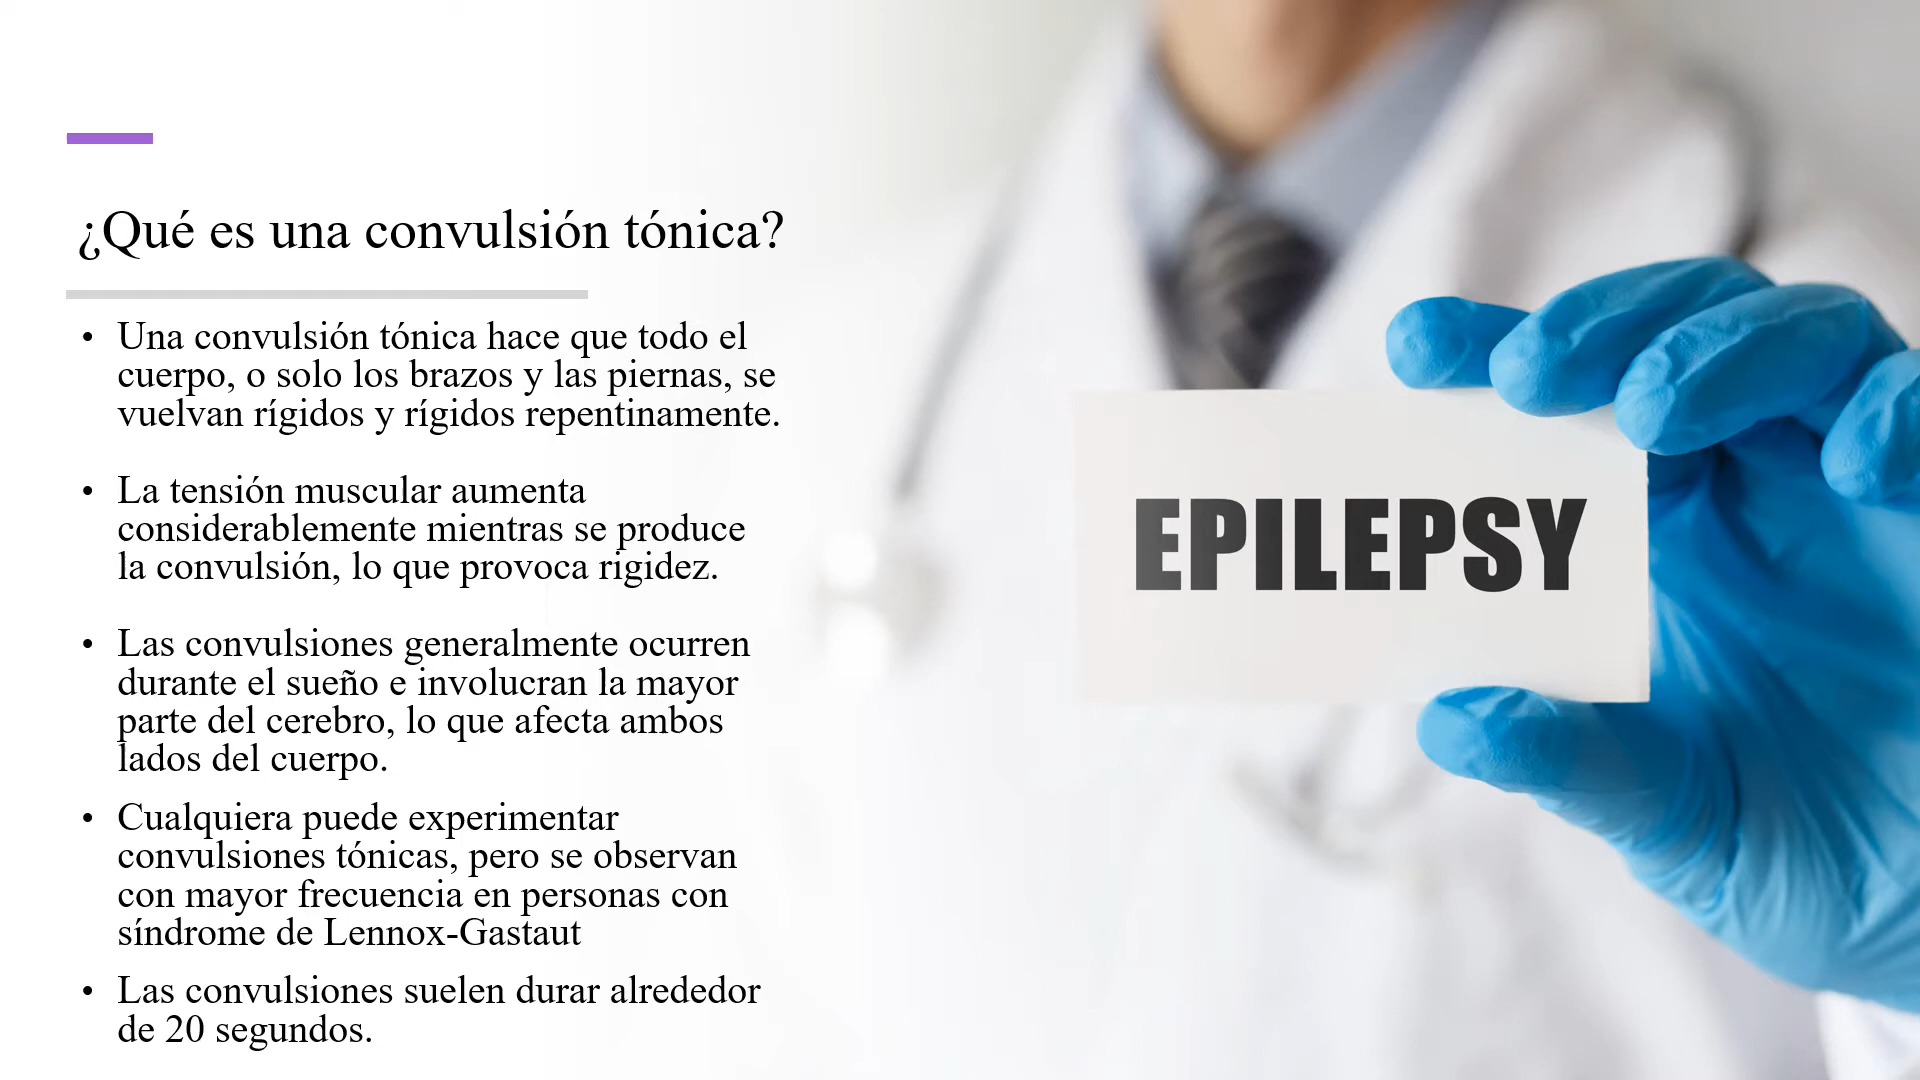 ¿Qué es una convulsión tónica?
• Una convulsión tónica hace que todo el
cuerpo, o solo los brazos y las piernas, se
vuelvan rígidos y rígidos repentinamente.
• La tensión muscular aumenta
considerablemente mientras se produce
la convulsión, lo que provoca rigidez.
• Las convulsiones generalmente ocurren
durante el sueño e involucran la mayor
parte del cerebro, lo que afecta ambos
lados del cuerpo.
• Cualquiera puede experimentar
convulsiones tónicas, pero se observan
con mayor frecuencia en personas con
síndrome de Lennox-Gastaut
• Las convulsiones suelen durar alrededor
de 20 segundos.
EPILEPSY